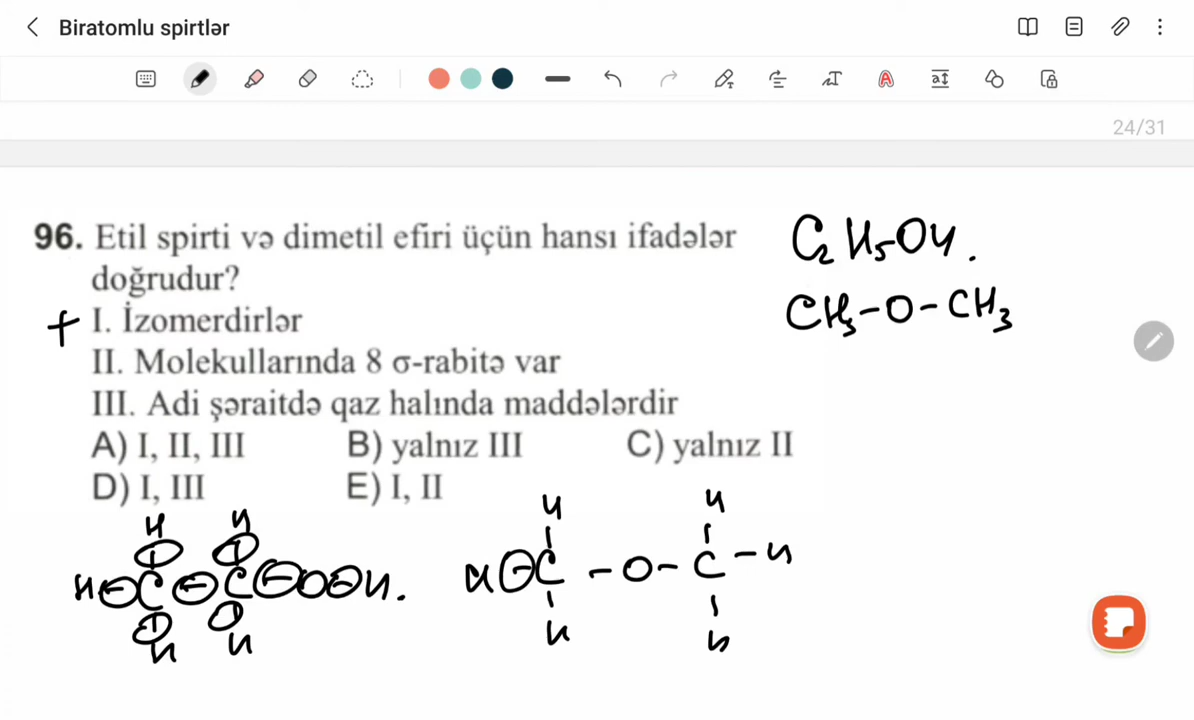 Biratomlu spirtlər
24/31
96. Etil spirti və dimetil efiri üçün hansı ifadələr
doğrudur?
+ I. İzomerdirlər
II. Molekullarında 8 σ-rabitə var
III. Adi şəraitdə qaz halında maddələrdir
A) I, II, III B) yalnız III C) yalnız II
D) I, III E) I, II
C₂H₅OH.
CH₃-O-CH₃
H H
H-C-C-O-H.
H H
H H
H-C-O-C-H
H H